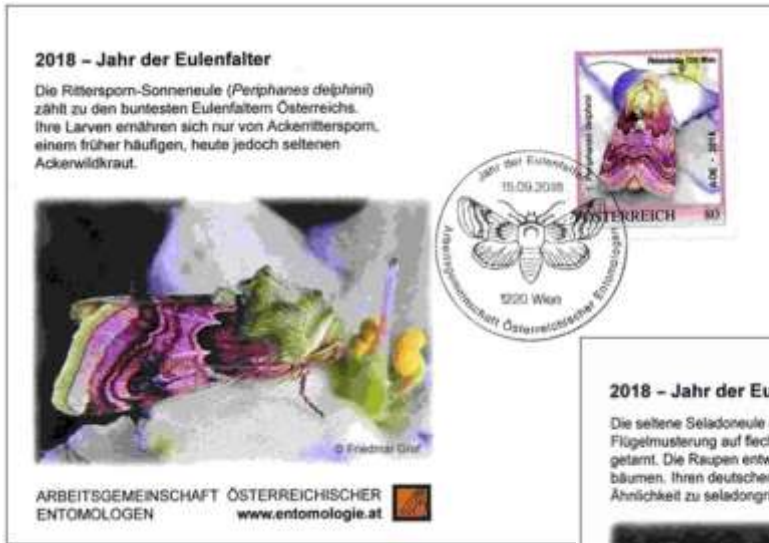 2018 – Jahr der Eulenfalter
Die Rittersporn-Sonneneule (Periphanes delphinii)
zählt zu den buntesten Eulenfaltern Österreichs.
Ihre Larven ernähren sich nur von Ackerrittersporn,
einem früher häufigen, heute jedoch seltenen
Ackerwildkraut.
Periphanes delphinii
ÖSTERREICH 80
Jahr der Eulenfalter
15.09.2018
1220 Wien
Arbeitsgemeinschaft Österreichischer Entomologen
© Friedmar Graf
ARBEITSGEMEINSCHAFT ÖSTERREICHISCHER
ENTOMOLOGEN www.entomologie.at
2018 – Jahr der Eu
Die seltene Seladoneule
Flügelmusterung auf flech
getarnt. Die Raupen entw
bäumen. Ihren deutschen
Ähnlichkeit zu seladongr